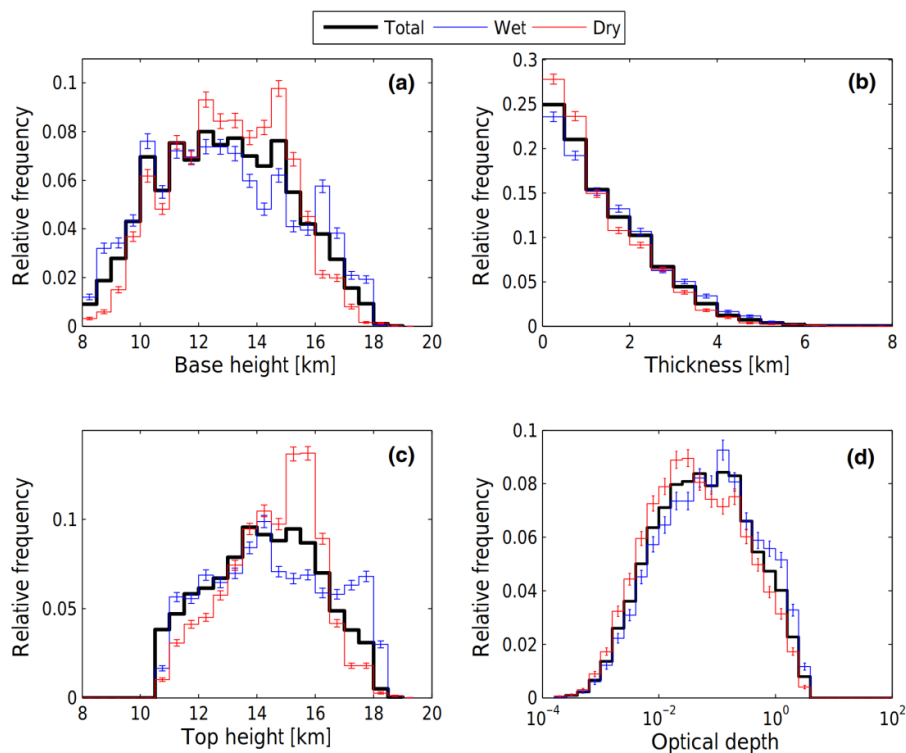 Total Wet Dry
(a)
Relative frequency
0.1
0.08
0.06
0.04
0.02
0
8 10 12 14 16 18 20
Base height [km]
(b)
Relative frequency
0.3
0.25
0.20
0.15
0.10
0.05
0
0 2 4 6 8
Thickness [km]
(c)
Relative frequency
0.1
0.05
0
8 10 12 14 16 18 20
Top height [km]
(d)
Relative frequency
0.1
0.08
0.06
0.04
0.02
0
10⁻⁴ 10⁻² 10⁰ 10²
Optical depth